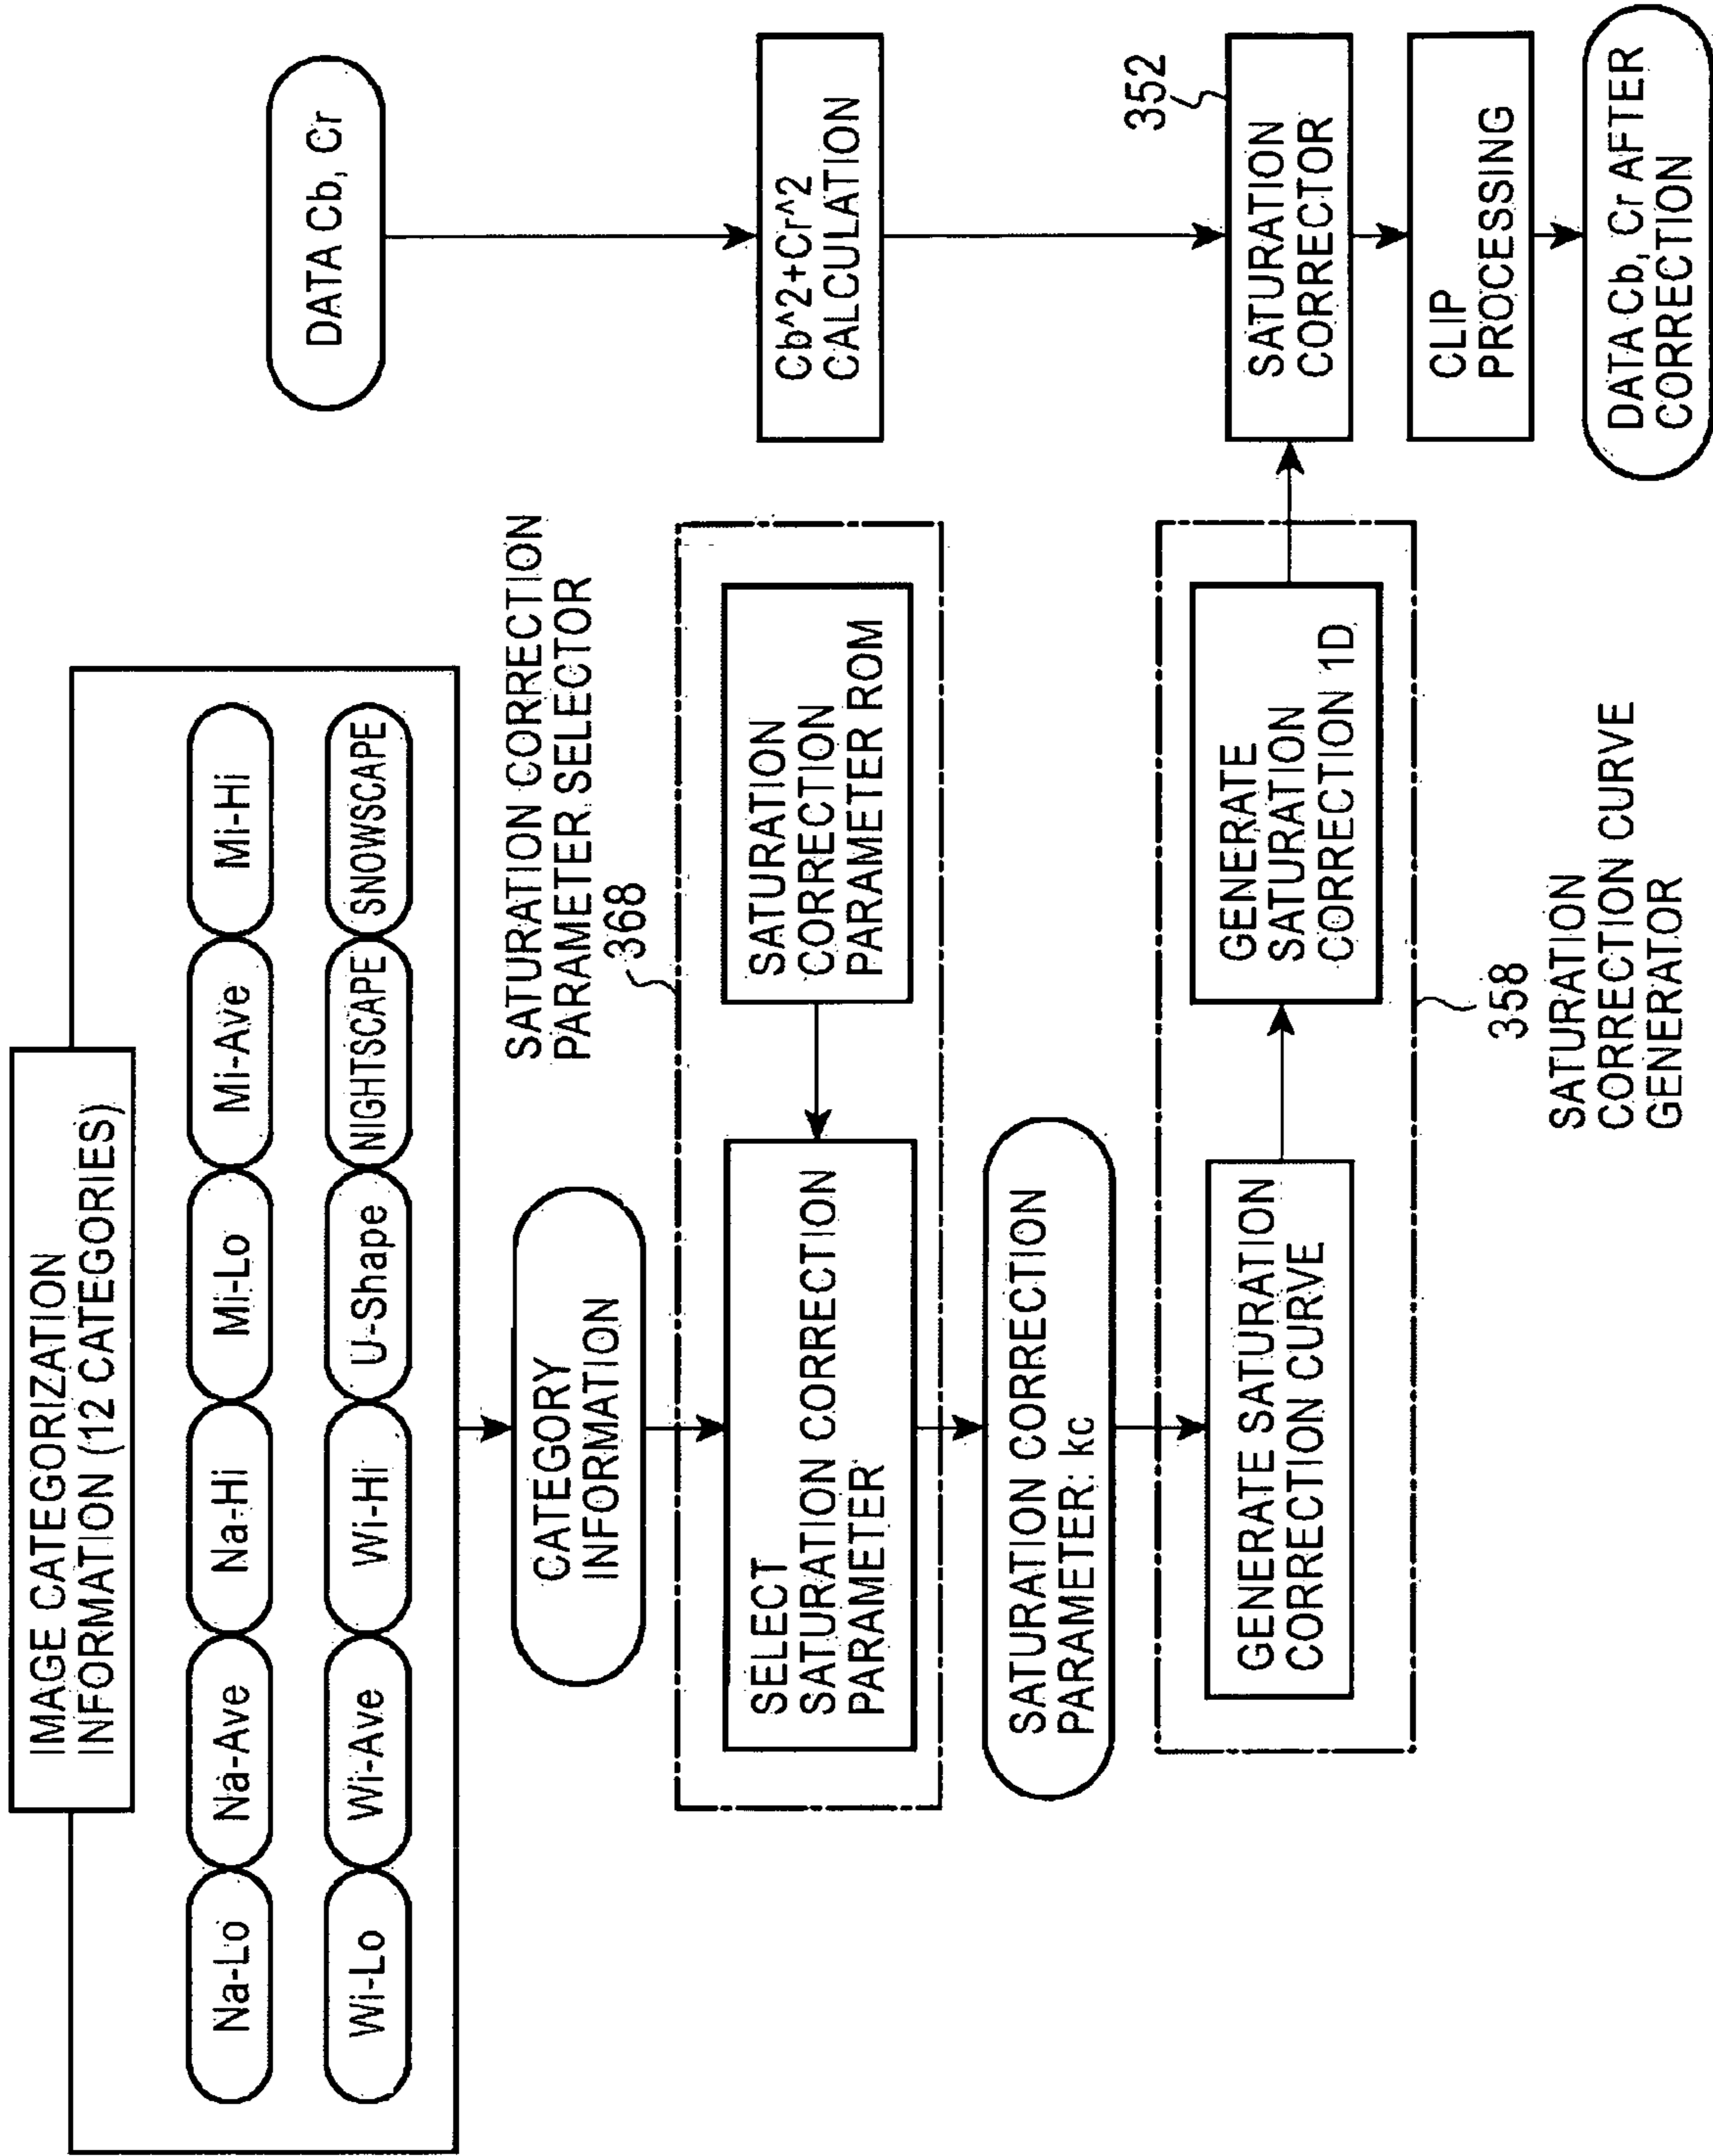 IMAGE CATEGORIZATION
INFORMATION (12 CATEGORIES)
Na-Lo
Na-Ave
Na-Hi
Mi-Lo
Mi-Ave
Mi-Hi
Wi-Lo
Wi-Ave
Wi-Hi
U-Shape
NIGHTSCAPE
SNOWSCAPE
DATA Cb, Cr
CATEGORY
INFORMATION
SATURATION CORRECTION
PARAMETER SELECTOR
368
SELECT
SATURATION CORRECTION
PARAMETER
SATURATION
CORRECTION
PARAMETER ROM
Cb^2+Cr^2
CALCULATION
SATURATION CORRECTION
PARAMETER: kc
GENERATE SATURATION
CORRECTION CURVE
GENERATE
SATURATION
CORRECTION 1D
352
SATURATION
CORRECTOR
358
SATURATION
CORRECTION CURVE
GENERATOR
CLIP
PROCESSING
DATA Cb, Cr AFTER
CORRECTION